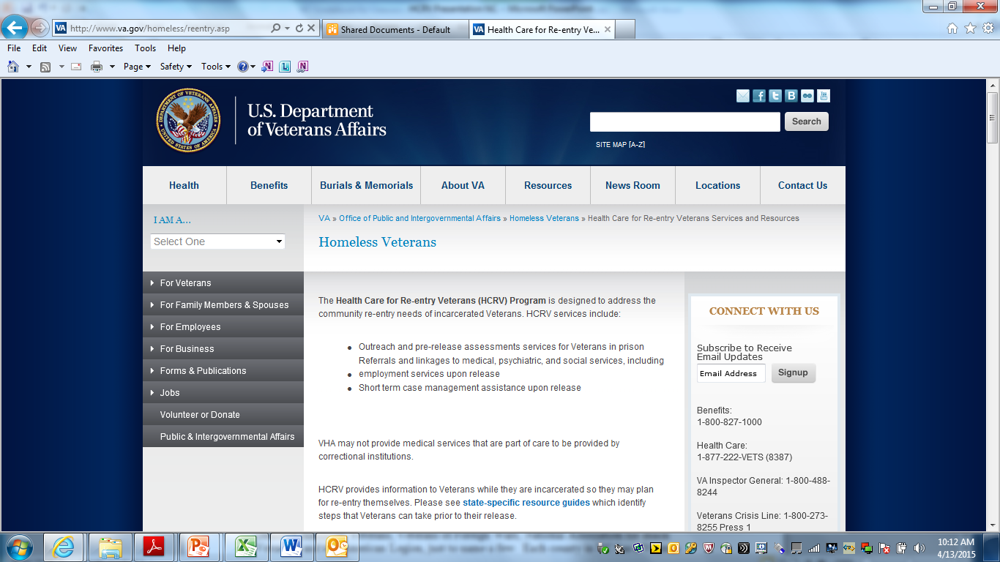 HCRV Presentation - Microsoft PowerPoint
http://www.va.gov/homeless/reentry.asp
Shared Documents - Default
Health Care for Re-entry Ve...
File Edit View Favorites Tools Help
Page Safety Tools
U.S. Department
of Veterans Affairs
DEPARTMENT OF VETERANS AFFAIRS
UNITED STATES OF AMERICA
Search
SITE MAP [A-Z]
Health Benefits Burials & Memorials About VA Resources News Room Locations Contact Us
I AM A...
Select One
VA » Office of Public and Intergovernmental Affairs » Homeless Veterans » Health Care for Re-entry Veterans Services and Resources
Homeless Veterans
For Veterans
For Family Members & Spouses
For Employees
For Business
Forms & Publications
Jobs
Volunteer or Donate
Public & Intergovernmental Affairs
The Health Care for Re-entry Veterans (HCRV) Program is designed to address the
community re-entry needs of incarcerated Veterans. HCRV services include:
Outreach and pre-release assessments services for Veterans in prison
Referrals and linkages to medical, psychiatric, and social services, including
employment services upon release
Short term case management assistance upon release
VHA may not provide medical services that are part of care to be provided by
correctional institutions.
HCRV provides information to Veterans while they are incarcerated so they may plan
for re-entry themselves. Please see state-specific resource guides which identify
steps that Veterans can take prior to their release.
CONNECT WITH US
Subscribe to Receive
Email Updates
Email Address Signup
Benefits:
1-800-827-1000
Health Care:
1-877-222-VETS (8387)
VA Inspector General: 1-800-488-
8244
Veterans Crisis Line: 1-800-273-
8255 Press 1
10:12 AM
4/13/2015